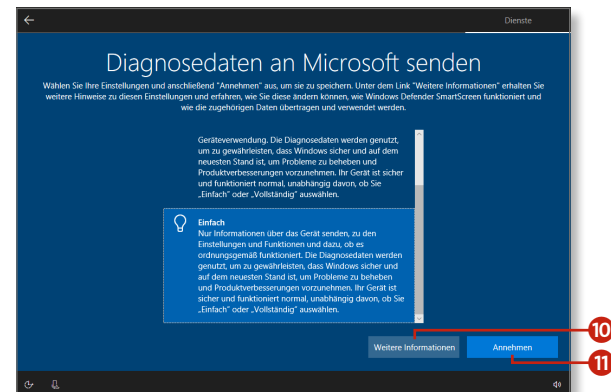 Dienste
Diagnosedaten an Microsoft senden
Wählen Sie Ihre Einstellungen und anschließend "Annehmen" aus, um sie zu speichern. Unter dem Link "Weitere Informationen" erhalten Sie
weitere Hinweise zu diesen Einstellungen und erfahren, wie Sie diese ändern können, wie Windows Defender SmartScreen funktioniert und
wie die zugehörigen Daten übertragen und verwendet werden.
Geräteverwendung. Die Diagnosedaten werden genutzt,
um zu gewährleisten, dass Windows sicher und auf dem
neuesten Stand ist, um Probleme zu beheben und
Produktverbesserungen vorzunehmen. Ihr Gerät ist sicher
und funktioniert normal, unabhängig davon, ob Sie
„Einfach" oder „Vollständig" auswählen.
Einfach
Nur Informationen über das Gerät senden, zu den
Einstellungen und Funktionen und dazu, ob es
ordnungsgemäß funktioniert. Die Diagnosedaten werden
genutzt, um zu gewährleisten, dass Windows sicher und
auf dem neuesten Stand ist, um Probleme zu beheben
und Produktverbesserungen vorzunehmen. Ihr Gerät ist
sicher und funktioniert normal, unabhängig davon, ob Sie
„Einfach" oder „Vollständig" auswählen.
10
Weitere Informationen
Annehmen
11